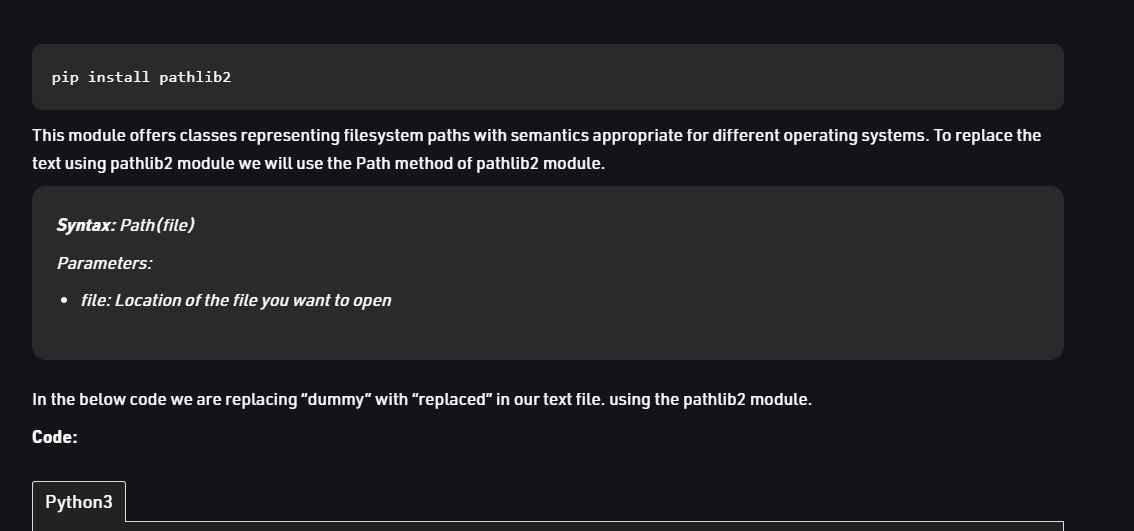 pip install pathlib2
This module offers classes representing filesystem paths with semantics appropriate for different operating systems. To replace the
text using pathlib2 module we will use the Path method of pathlib2 module.
Syntax: Path(file)
Parameters:
• file: Location of the file you want to open
In the below code we are replacing “dummy” with “replaced” in our text file. using the pathlib2 module.
Code:
Python3